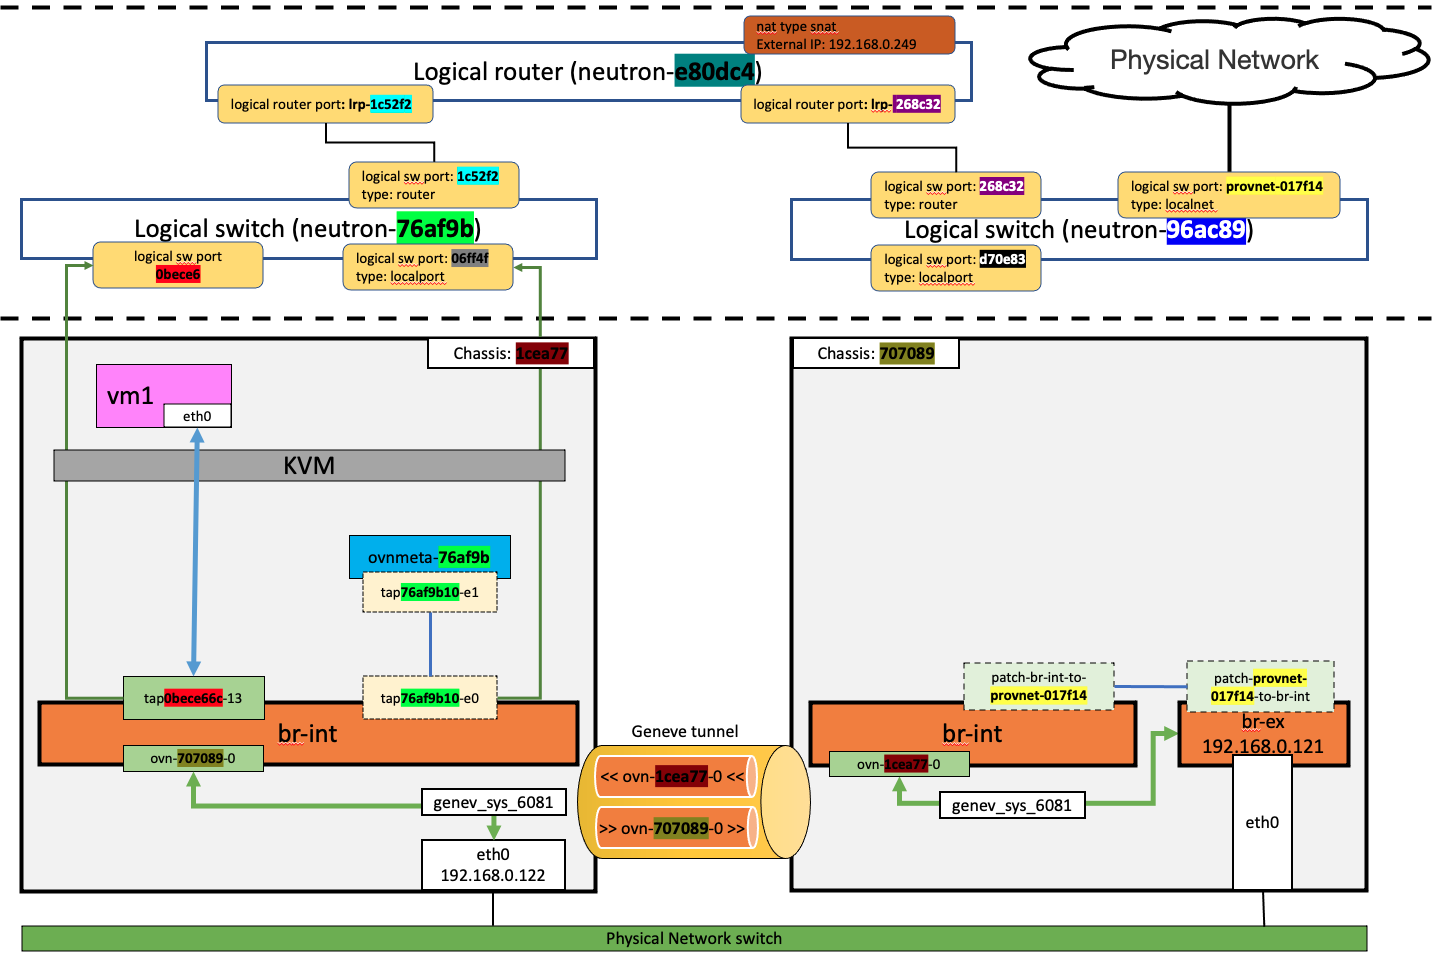 nat type snat
External IP: 192.168.0.249
Logical router (neutron-e80dc4)
logical router port: lrp-1c52f2
logical router port: lrp-268c32
Physical Network
logical sw port: 1c52f2
type: router
logical sw port: 268c32
type: router
logical sw port: provnet-017f14
type: localnet
Logical switch (neutron-76af9b)
Logical switch (neutron-96ac89)
logical sw port
0bece6
logical sw port: 06ff4f
type: localport
logical sw port: d70e83
type: localport
Chassis: 1cea77
Chassis: 707089
vm1
eth0
KVM
ovnmeta-76af9b
tap76af9b10-e1
tap0bece66c-13
tap76af9b10-e0
br-int
ovn-707089-0
genev_sys_6081
eth0
192.168.0.122
Geneve tunnel
<< ovn-1cea77-0 <<
>> ovn-707089-0 >>
patch-br-int-to-
provnet-017f14
patch-provnet-
017f14-to-br-int
br-int
br-ex
192.168.0.121
ovn-1cea77-0
genev_sys_6081
eth0
Physical Network switch